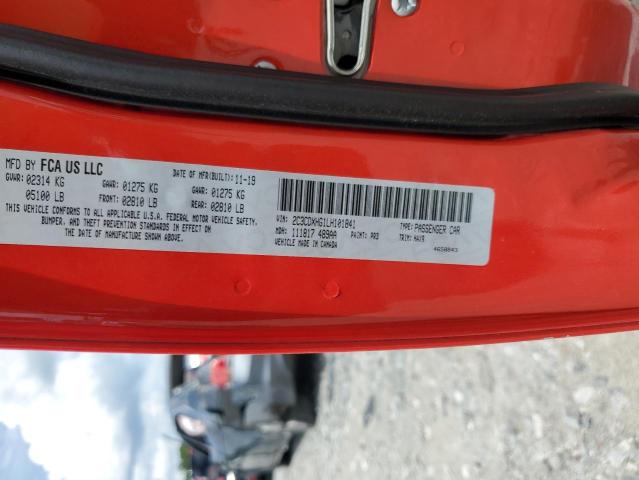 MFD BY FCA US LLC
DATE OF MFR(BUILT): 11-19
GVWR: 02314 KG GAWR: 01275 KG GAWR: 01275 KG
05100 LB FRONT: 02810 LB REAR: 02810 LB
THIS VEHICLE CONFORMS TO ALL APPLICABLE U.S.A. FEDERAL MOTOR VEHICLE SAFETY,
BUMPER, AND THEFT PREVENTION STANDARDS IN EFFECT ON
THE DATE OF MANUFACTURE SHOWN ABOVE.
VIN: 2C3CDXHG1LH101841 TYPE: PASSENGER CAR
MDH: 111817 489AA PAINT: PR3 TRIM: HAX9
VEHICLE MADE IN CANADA
4650843